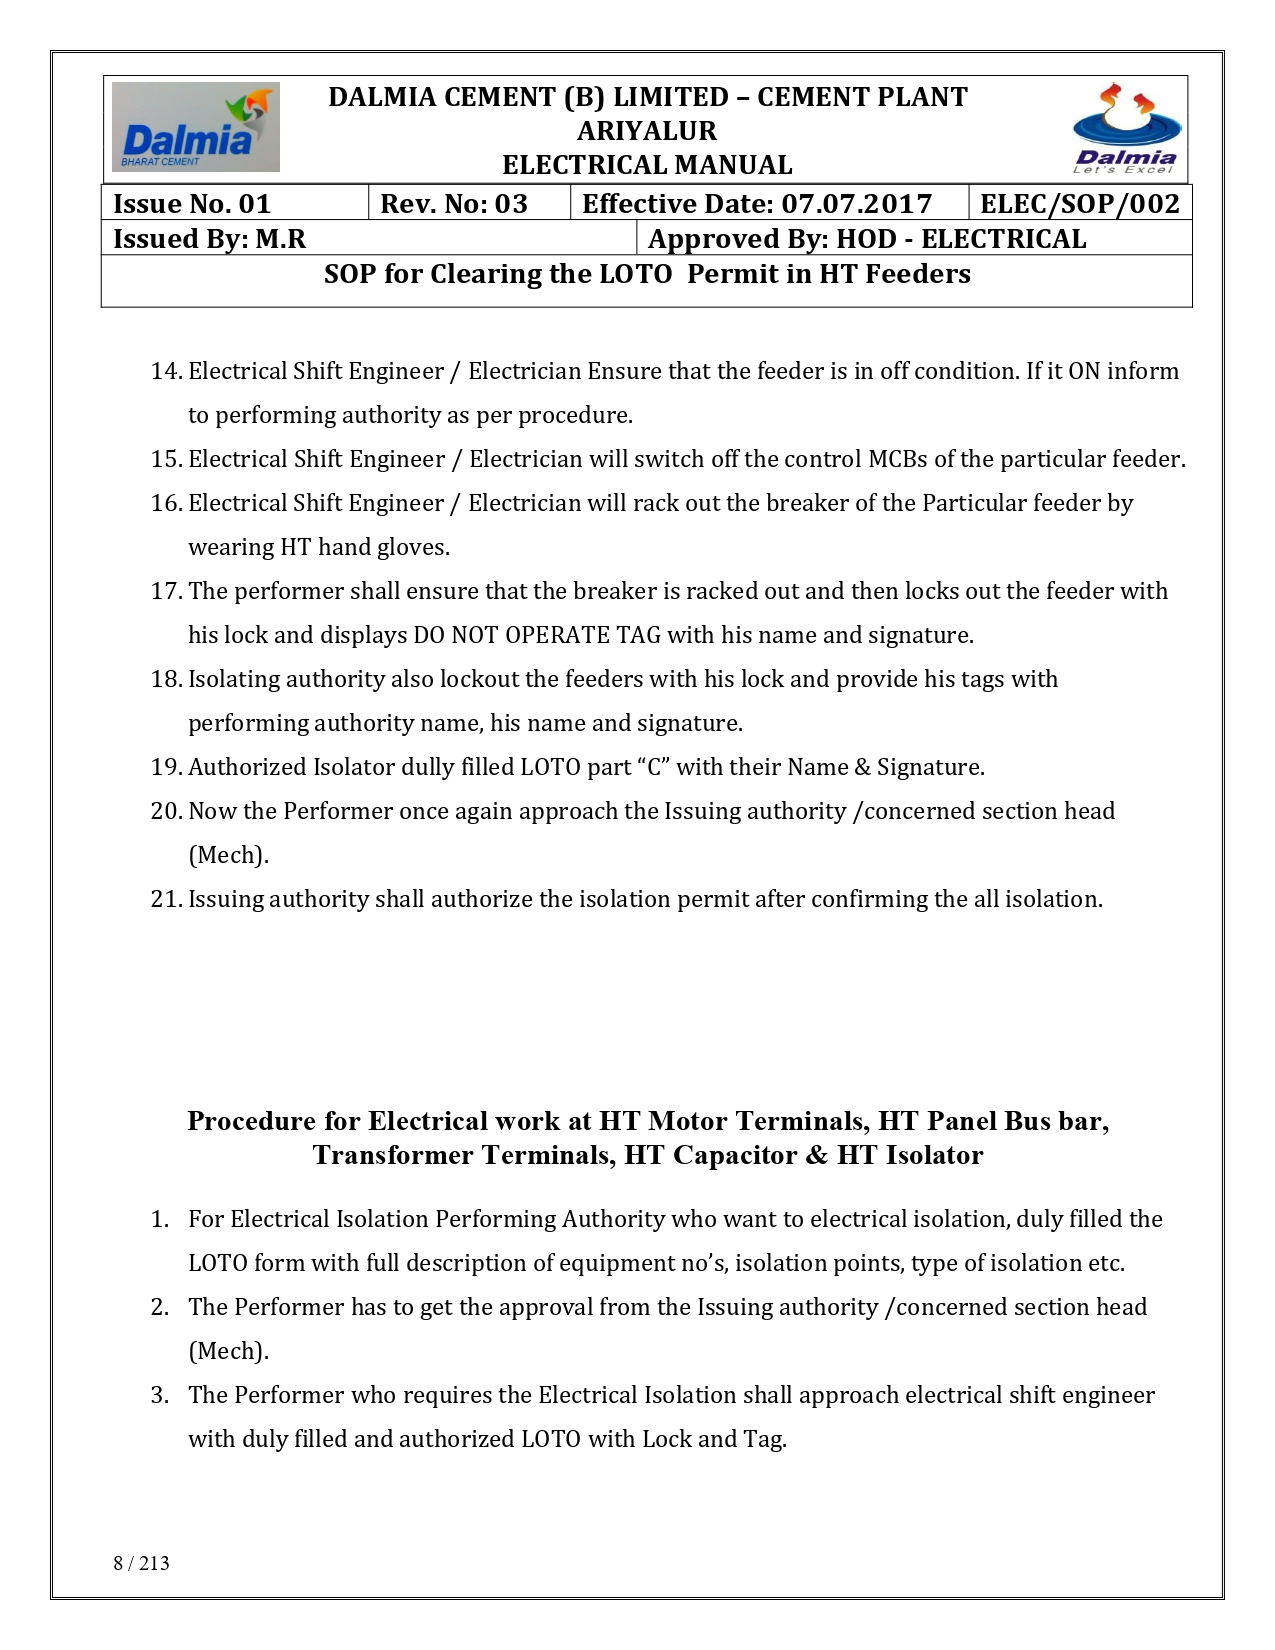 Dalmia
BHARAT CEMENT
DALMIA CEMENT (B) LIMITED – CEMENT PLANT
ARIYALUR
ELECTRICAL MANUAL
Dalmia
Let's Excel
Issue No. 01 Rev. No: 03 Effective Date: 07.07.2017 ELEC/SOP/002
Issued By: M.R Approved By: HOD - ELECTRICAL
SOP for Clearing the LOTO  Permit in HT Feeders
14. Electrical Shift Engineer / Electrician Ensure that the feeder is in off condition. If it ON inform
to performing authority as per procedure.
15. Electrical Shift Engineer / Electrician will switch off the control MCBs of the particular feeder.
16. Electrical Shift Engineer / Electrician will rack out the breaker of the Particular feeder by
wearing HT hand gloves.
17. The performer shall ensure that the breaker is racked out and then locks out the feeder with
his lock and displays DO NOT OPERATE TAG with his name and signature.
18. Isolating authority also lockout the feeders with his lock and provide his tags with
performing authority name, his name and signature.
19. Authorized Isolator dully filled LOTO part “C” with their Name & Signature.
20. Now the Performer once again approach the Issuing authority /concerned section head
(Mech).
21. Issuing authority shall authorize the isolation permit after confirming the all isolation.
Procedure for Electrical work at HT Motor Terminals, HT Panel Bus bar,
Transformer Terminals, HT Capacitor & HT Isolator
1. For Electrical Isolation Performing Authority who want to electrical isolation, duly filled the
LOTO form with full description of equipment no’s, isolation points, type of isolation etc.
2. The Performer has to get the approval from the Issuing authority /concerned section head
(Mech).
3. The Performer who requires the Electrical Isolation shall approach electrical shift engineer
with duly filled and authorized LOTO with Lock and Tag.
8 / 213